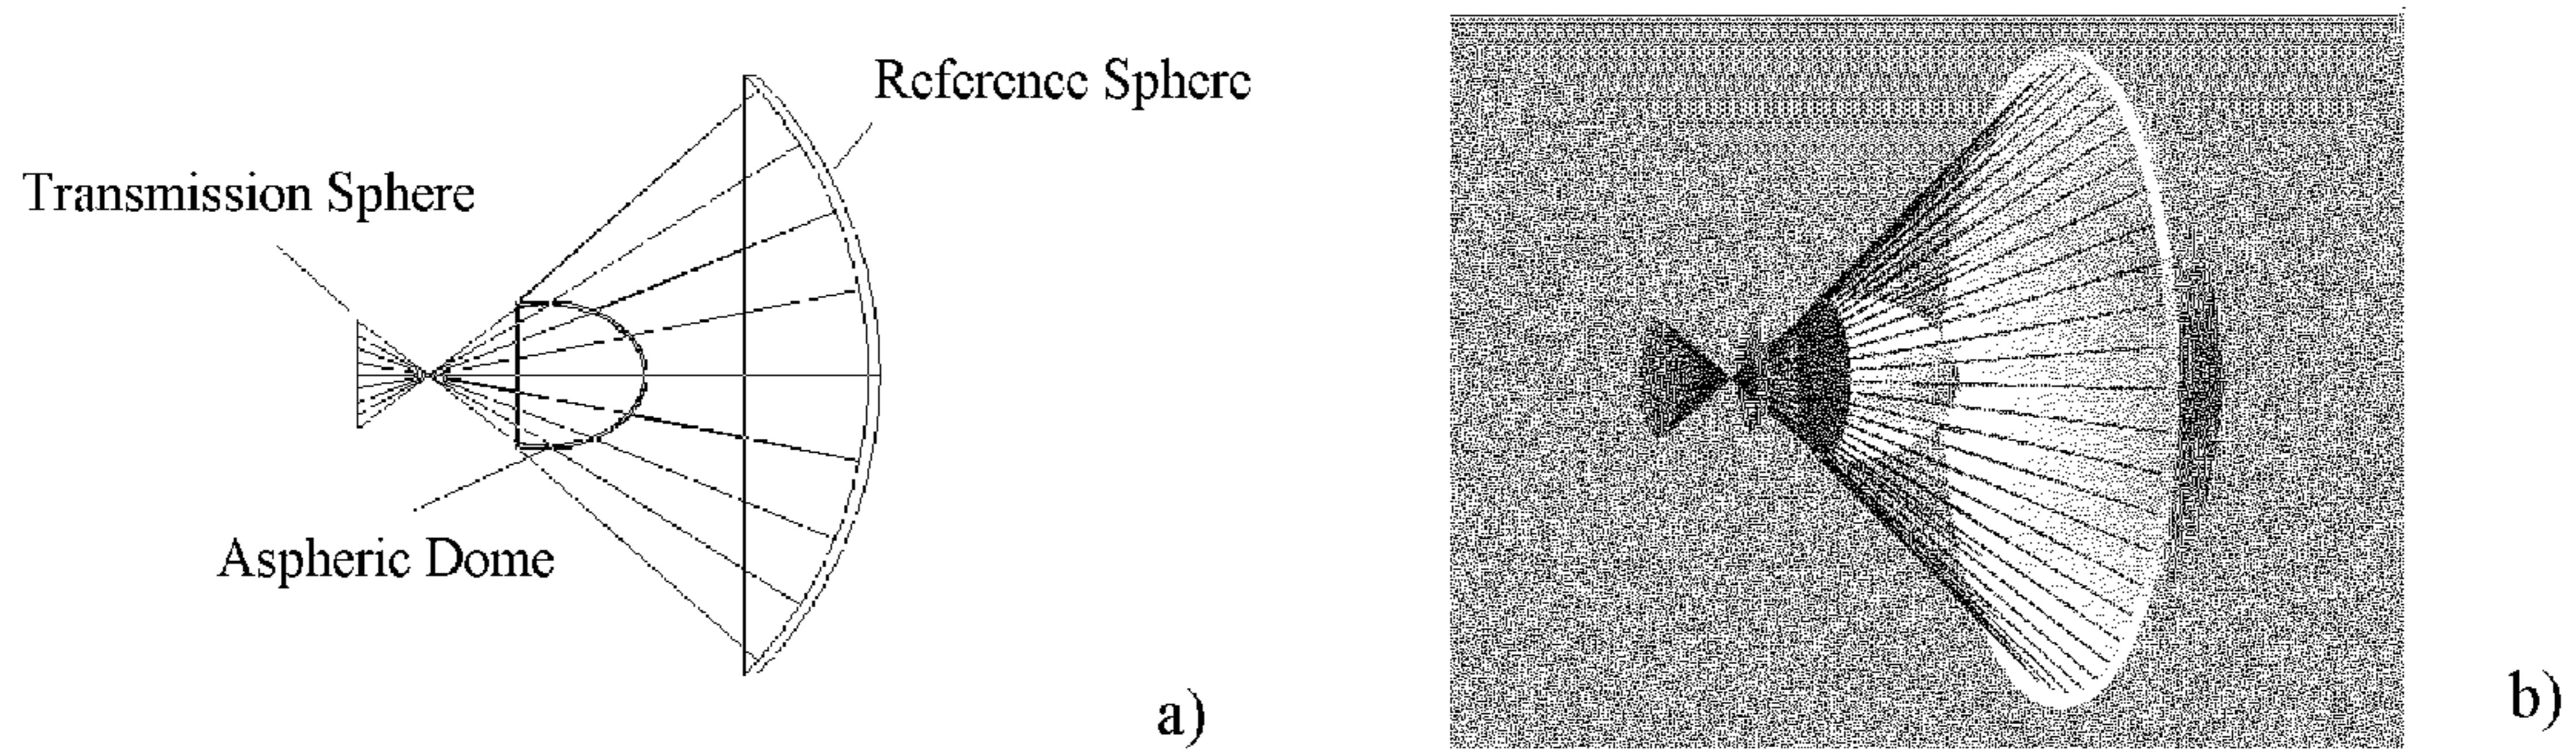 Reference Sphere
Transmission Sphere
Aspheric Dome
a)
b)